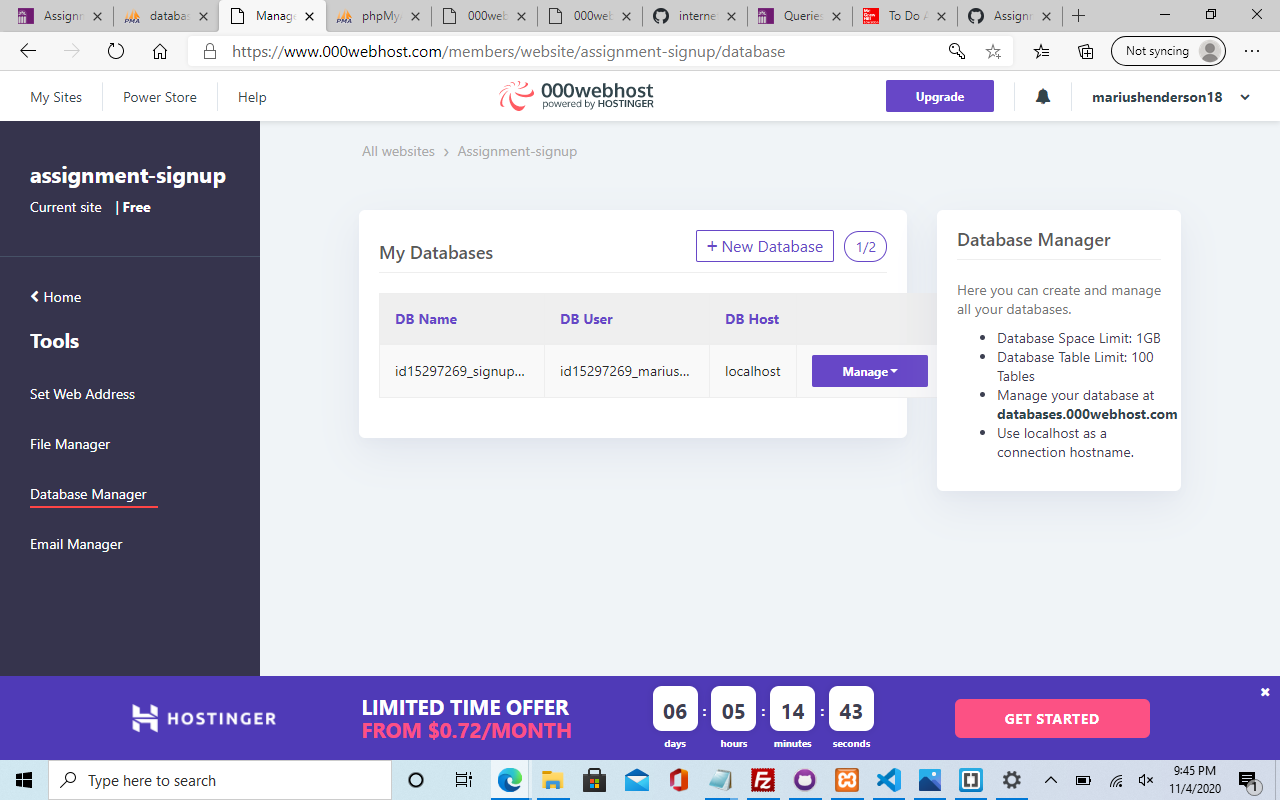 Assignm
databas
Manage
phpMyA
000web
000web
interne
Queries
To Do A
Assignm
https://www.000webhost.com/members/website/assignment-signup/database
Not syncing
My Sites
Power Store
Help
000webhost
powered by HOSTINGER
Upgrade
mariushenderson18
assignment-signup
Current site | Free
Home
Tools
Set Web Address
File Manager
Database Manager
Email Manager
All websites › Assignment-signup
My Databases
+ New Database
1/2
DB Name DB User DB Host
id15297269_signup... id15297269_marius... localhost Manage
Database Manager
Here you can create and manage
all your databases.
• Database Space Limit: 1GB
• Database Table Limit: 100
Tables
• Manage your database at
databases.000webhost.com
• Use localhost as a
connection hostname.
HOSTINGER
LIMITED TIME OFFER
FROM $0.72/MONTH
06 : 05 : 14 : 43
days hours minutes seconds
GET STARTED
Type here to search
9:45 PM
11/4/2020
1